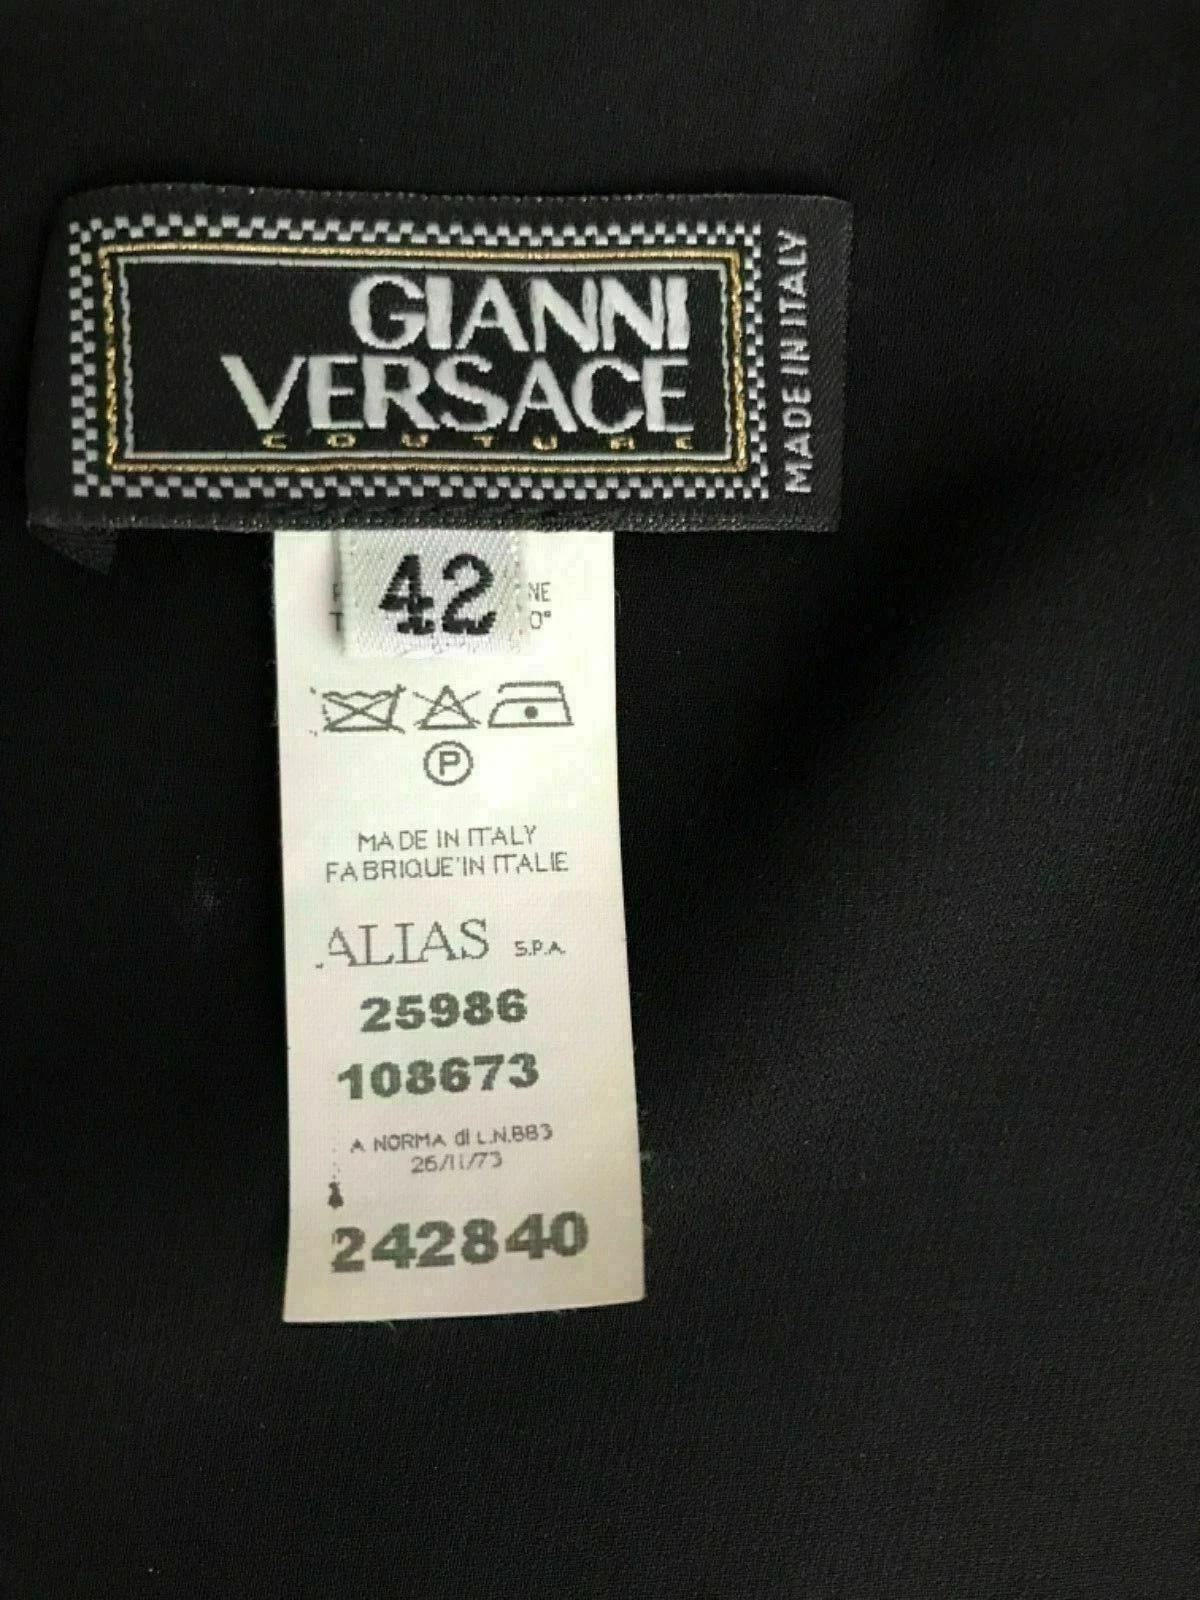 GIANNI
VERSACE
COUTURE
MADE IN ITALY
42
P
MADE IN ITALY
FABRIQUE'IN ITALIE
ALIAS S.P.A.
25986
108673
A NORMA di L.N.883
26/11/73
242840